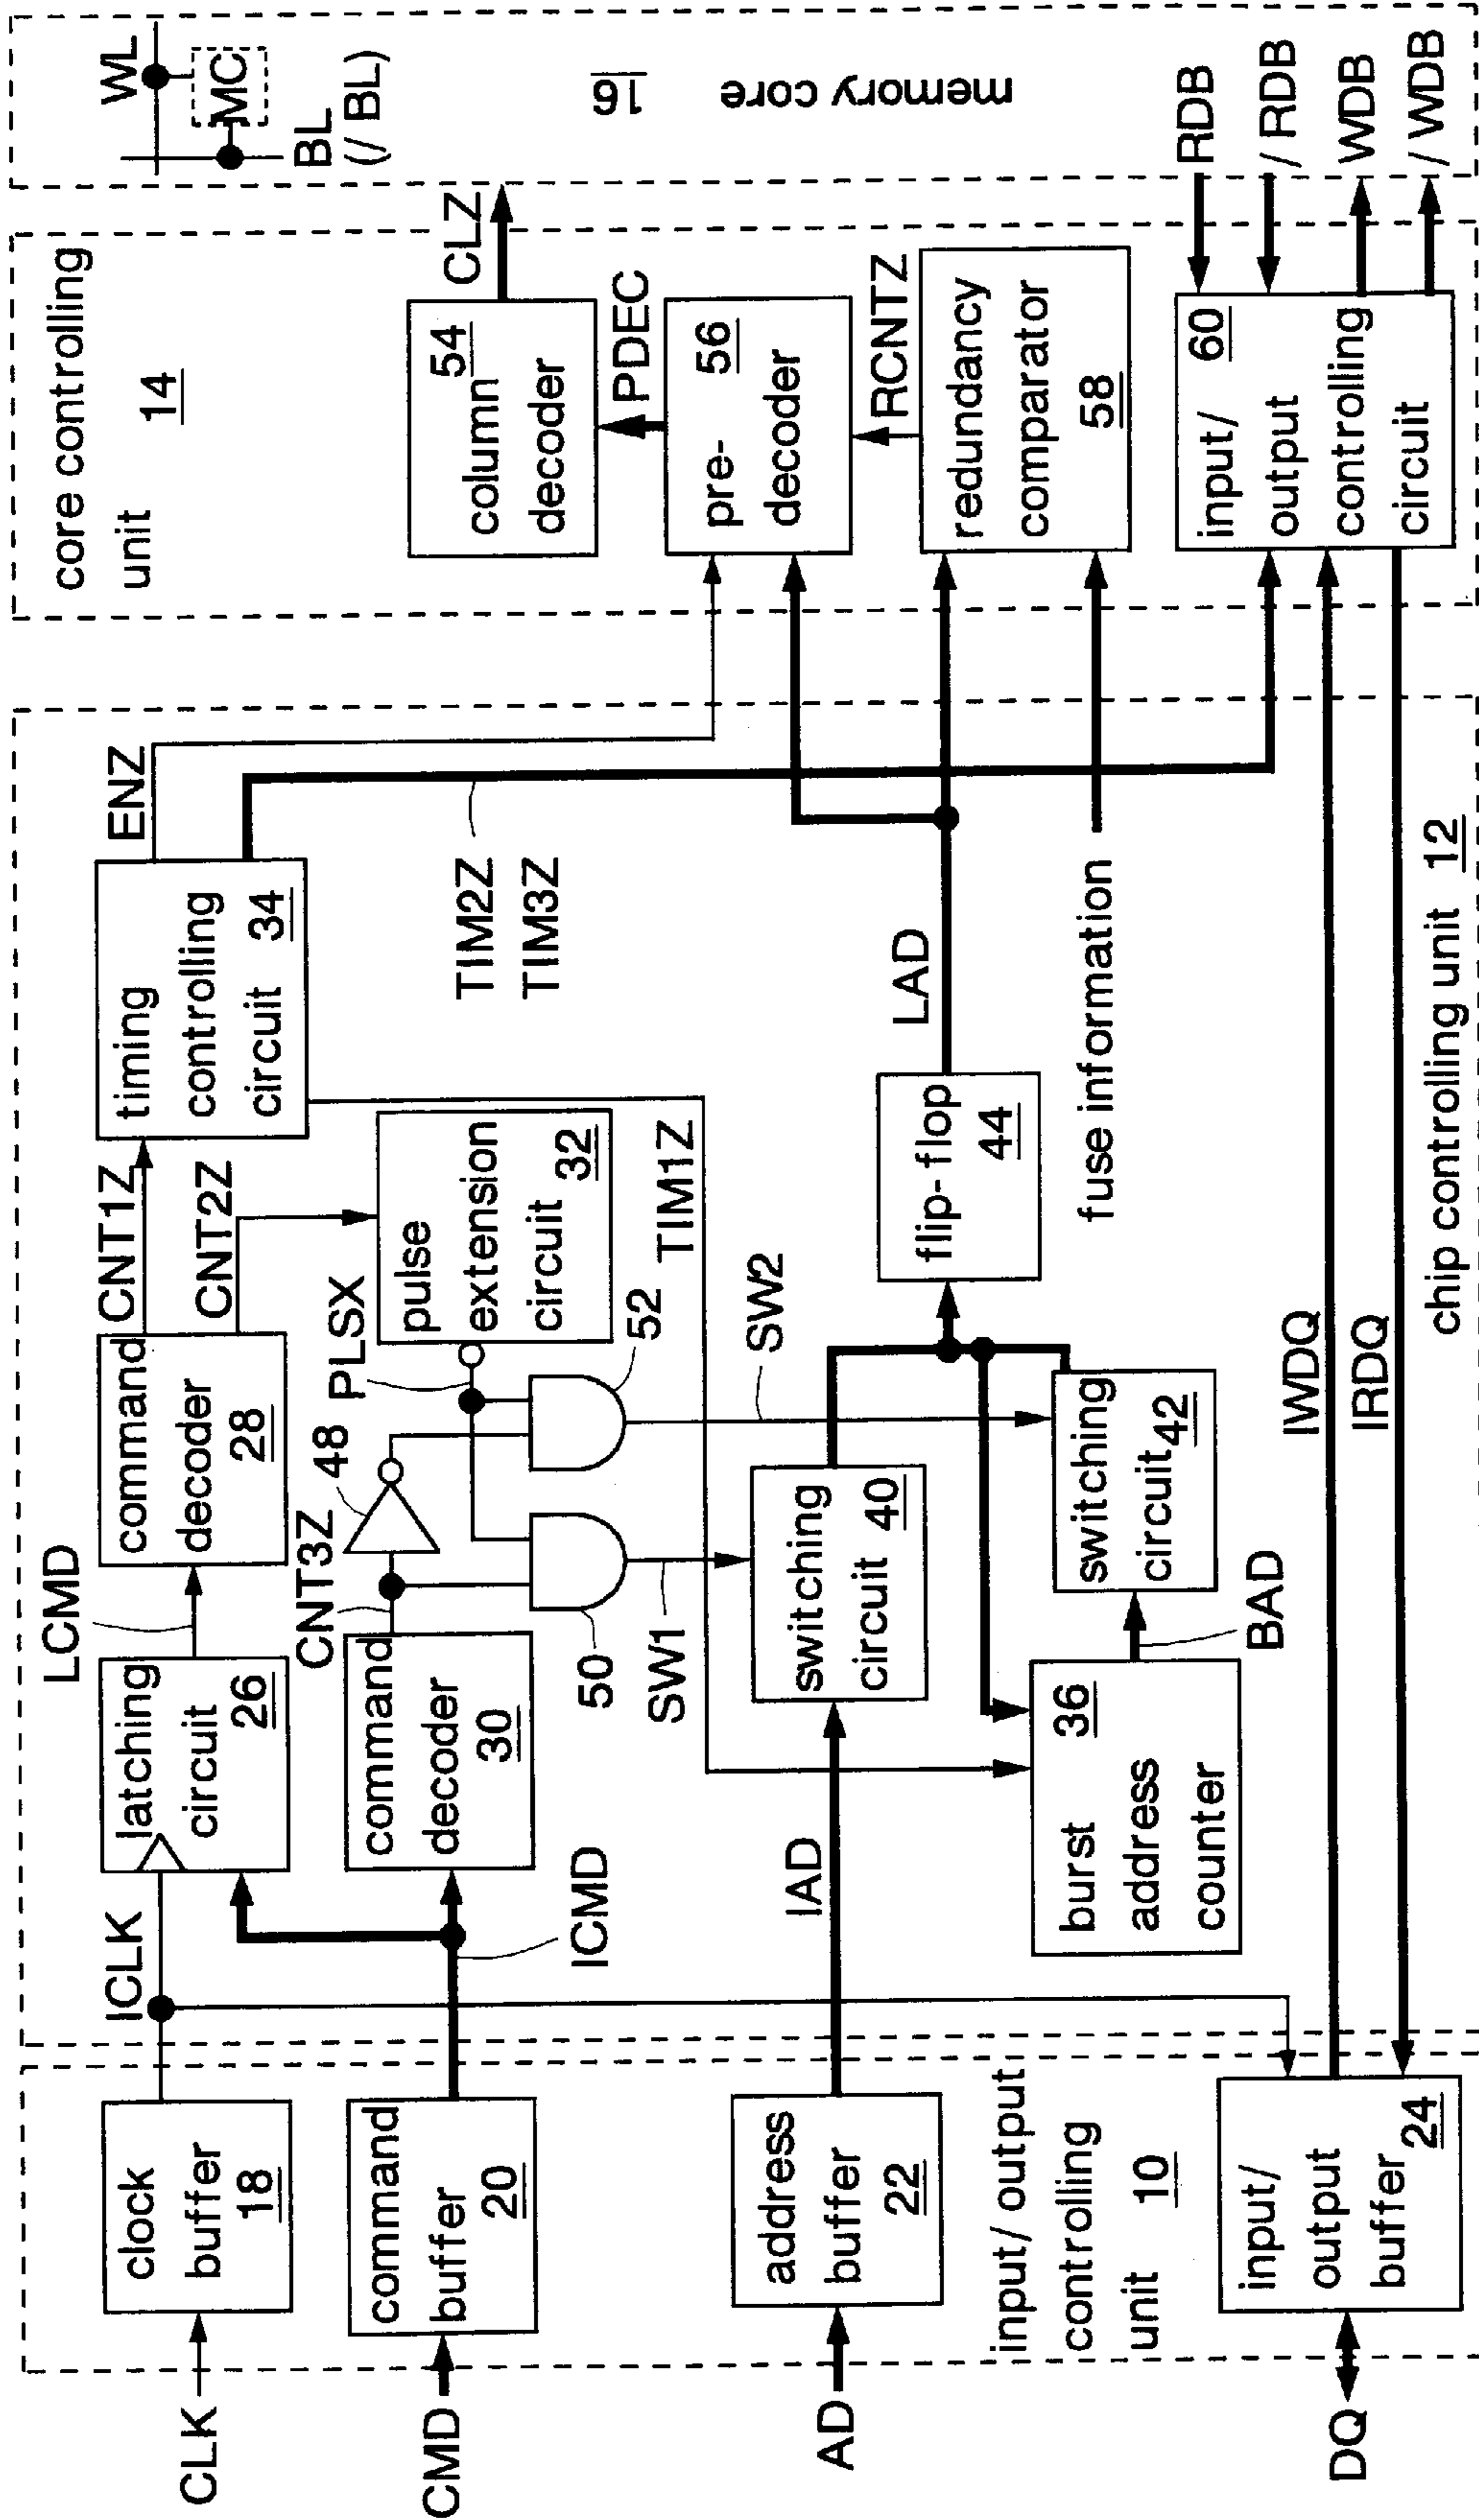 CLK
CMD
AD
DQ
clock
buffer
18
command
buffer
20
address
buffer
22
input/ output
controlling
unit 10
input/
output
buffer
24
ICLK
ICMD
IAD
latching
circuit
26
LCMD
command
decoder
30
CNT3Z
48
50
52
SW1
SW2
command
decoder
28
CNT1Z
CNT2Z
PLSX
pulse
extension
circuit 32
TIM1Z
timing
controlling
circuit 34
ENZ
TIM2Z
TIM3Z
switching
circuit 40
burst 36
address
counter
BAD
switching
circuit 42
flip-flop
44
LAD
fuse information
IWDQ
IRDQ
chip controlling unit 12
core controlling
unit 14
column 54
decoder
CLZ
PDEC
pre- 56
decoder
RCNTZ
redundancy
comparator
58
input/ 60
output
controlling
circuit
WL
MC
BL
(/ BL)
16
memory core
RDB
/ RDB
WDB
/ WDB